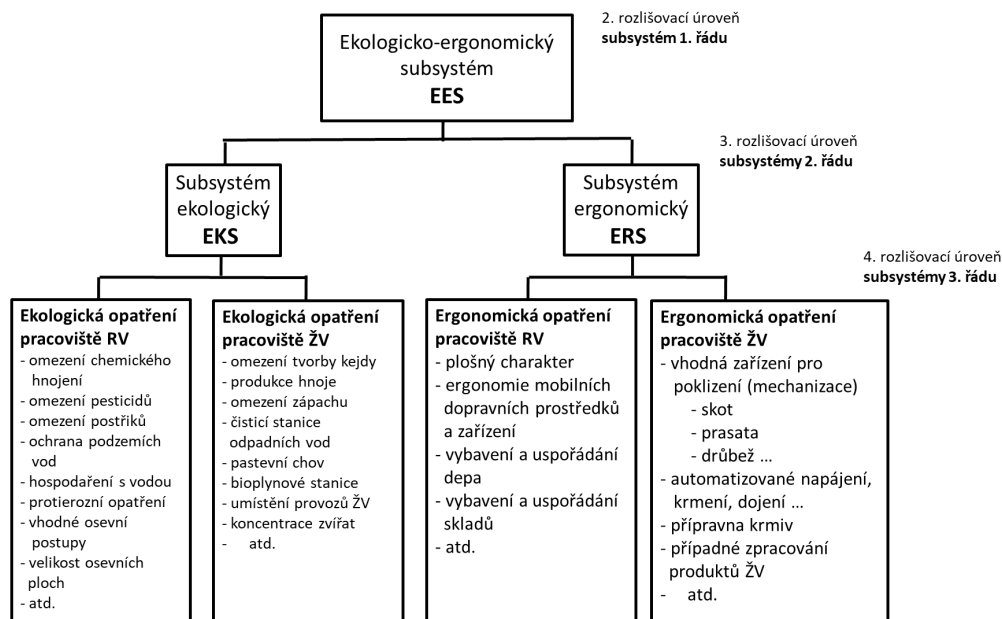 2. rozlišovací úroveň
subsystém 1. řádu
Ekologicko-ergonomický
subsystém
EES
3. rozlišovací úroveň
subsystémy 2. řádu
Subsystém
ekologický
EKS
Subsystém
ergonomický
ERS
4. rozlišovací úroveň
subsystémy 3. řádu
Ekologická opatření
pracoviště RV
- omezení chemického
hnojení
- omezení pesticidů
- omezení postřiků
- ochrana podzemích
vod
- hospodaření s vodou
- protierozní opatření
- vhodné osevní
postupy
- velikost osevních
ploch
- atd.
Ekologická opatření
pracoviště ŽV
- omezení tvorby kejdy
- produkce hnoje
- omezení zápachu
- čisticí stanice
odpadních vod
- pastevní chov
- bioplynové stanice
- umístění provozů ŽV
- koncentrace zvířat
- atd.
Ergonomická opatření
pracoviště RV
- plošný charakter
- ergonomie mobilních
dopravních prostředků
a zařízení
- vybavení a uspořádání
depa
- vybavení a uspořádání
skladů
- atd.
Ergonomická opatření
pracoviště ŽV
- vhodná zařízení pro
poklizení (mechanizace)
- skot
- prasata
- drůbež ...
- automatizované napájení,
krmení, dojení ...
- přípravna krmiv
- případné zpracování
produktů ŽV
- atd.